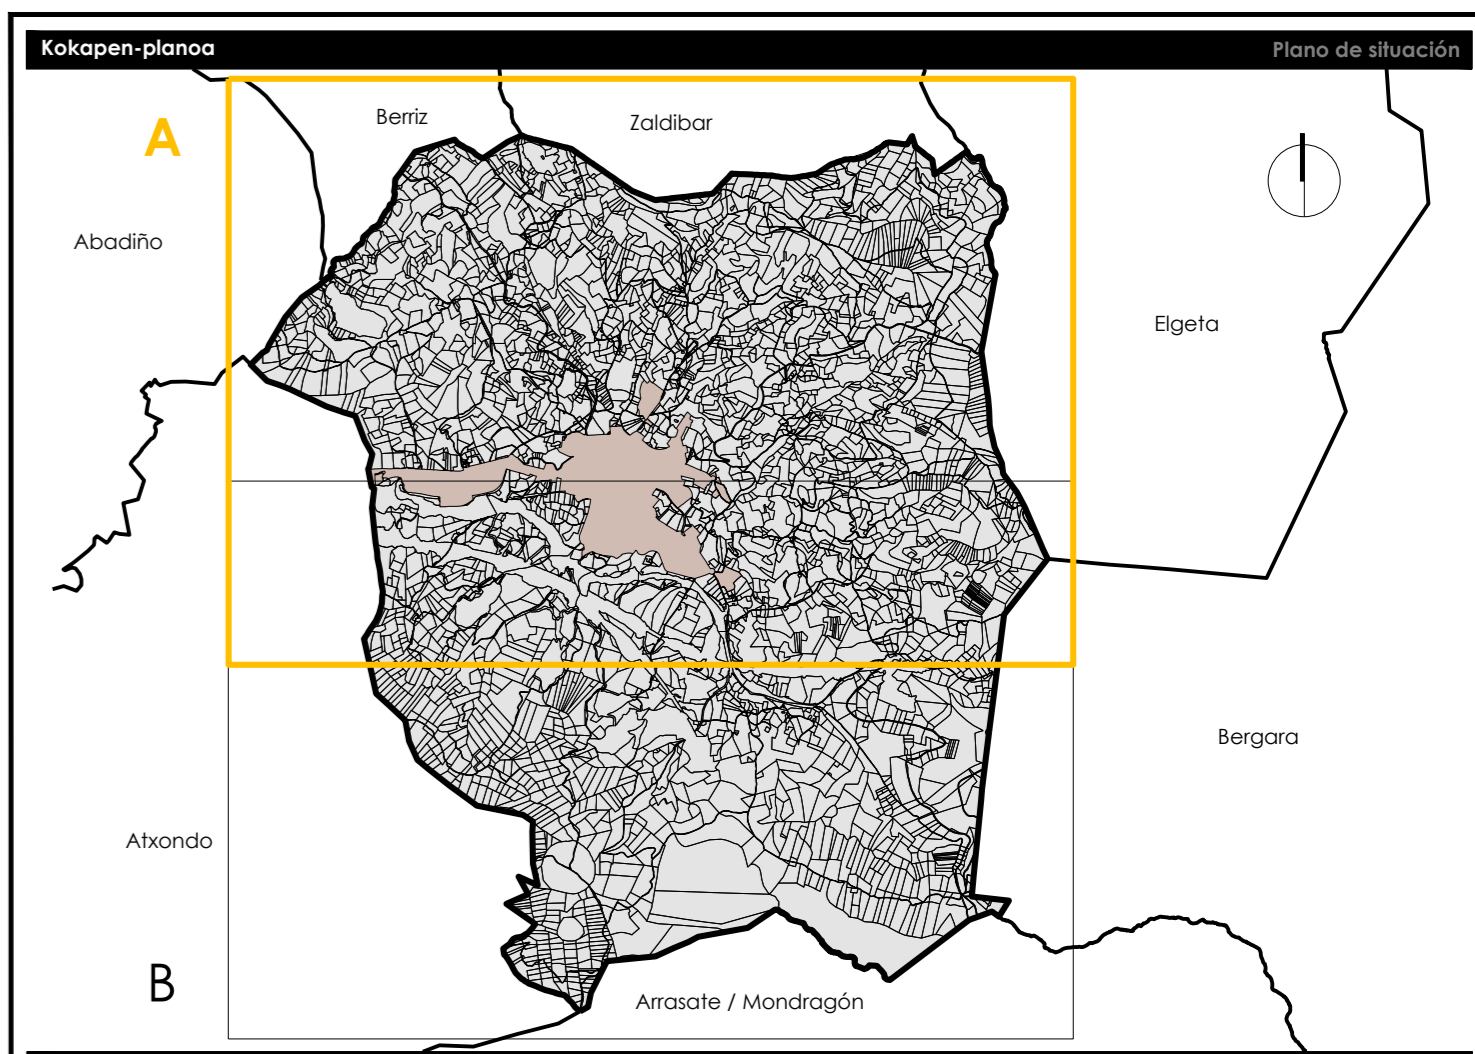 Kokapen-planoa
Plano de situación
A
Berriz
Zaldibar
Abadiño
Elgeta
Bergara
Atxondo
B
Arrasate / Mondragón